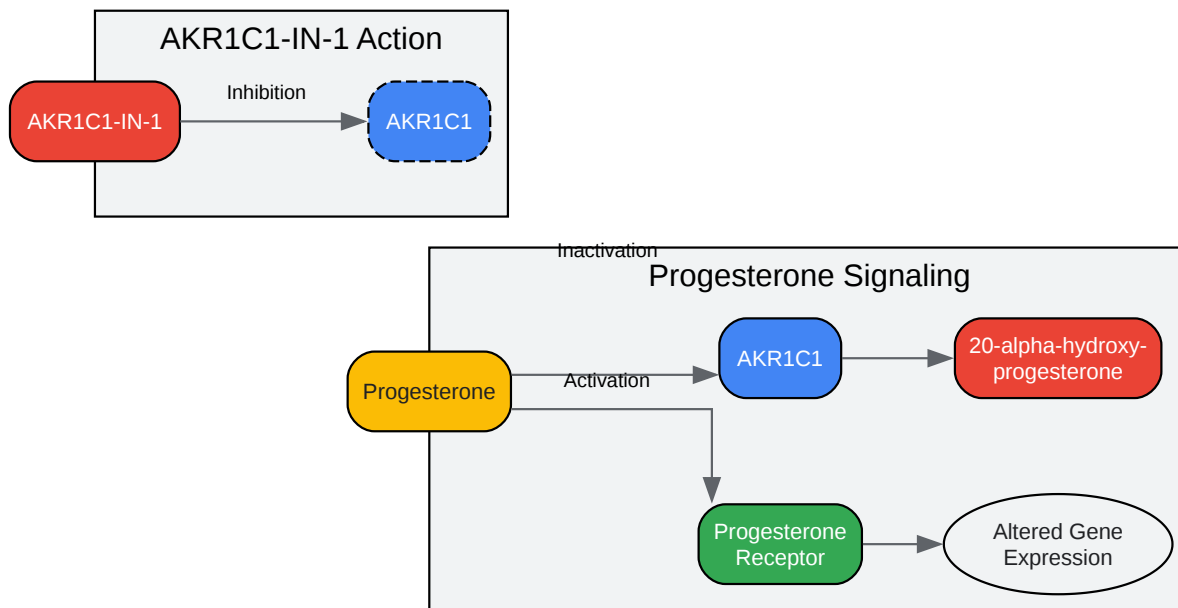 AKR1C1-IN-1 Action
Inhibition
AKR1C1-IN-1
AKR1C1
Inactivation
Progesterone Signaling
AKR1C1
20-alpha-hydroxy-
progesterone
Activation
Progesterone
Progesterone
Receptor
Altered Gene
Expression